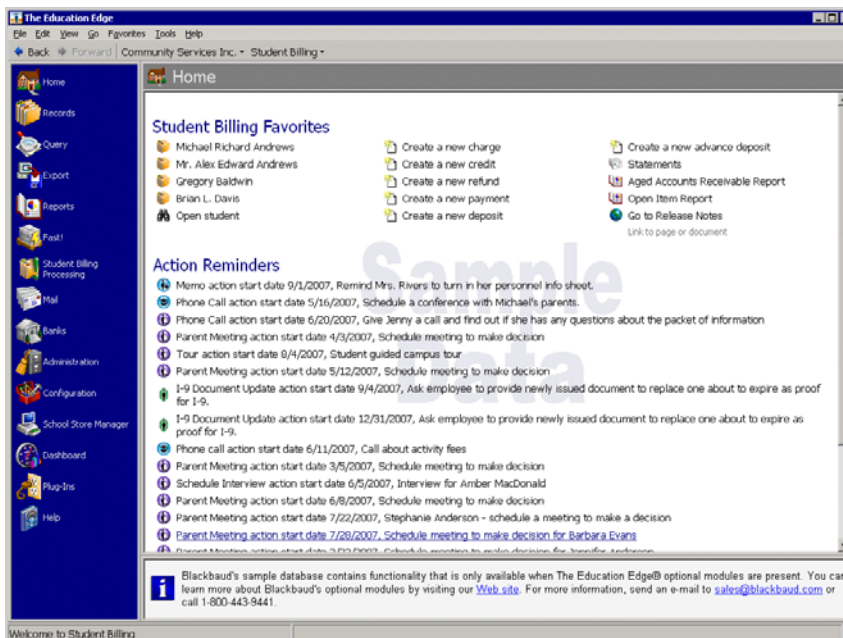 The Education Edge
File Edit View Go Favorites Tools Help
Back Forward Community Services Inc. Student Billing
Home
Records
Query
Export
Reports
Fast!
Student Billing
Processing
Mail
Banks
Administration
Configuration
School Store Manager
Dashboard
Plug-Ins
Help
Home
Student Billing Favorites
Michael Richard Andrews Create a new charge Create a new advance deposit
Mr. Alex Edward Andrews Create a new credit Statements
Gregory Baldwin Create a new refund Aged Accounts Receivable Report
Brian L. Davis Create a new payment Open Item Report
Open student Create a new deposit Go to Release Notes
Link to page or document
Sample
Data
Action Reminders
Memo action start date 9/1/2007, Remind Mrs. Rivers to turn in her personnel info sheet.
Phone Call action start date 5/16/2007, Schedule a conference with Michael's parents.
Phone Call action start date 6/20/2007, Give Jenny a call and find out if she has any questions about the packet of information
Parent Meeting action start date 4/3/2007, Schedule meeting to make decision
Tour action start date 8/4/2007, Student guided campus tour
Parent Meeting action start date 5/12/2007, Schedule meeting to make decision
I-9 Document Update action start date 9/4/2007, Ask employee to provide newly issued document to replace one about to expire as proof
for I-9.
I-9 Document Update action start date 12/31/2007, Ask employee to provide newly issued document to replace one about to expire as
proof for I-9.
Phone call action start date 6/11/2007, Call about activity fees
Parent Meeting action start date 3/5/2007, Schedule meeting to make decision
Schedule Interview action start date 6/5/2007, Interview for Amber MacDonald
Parent Meeting action start date 6/8/2007, Schedule meeting to make decision
Parent Meeting action start date 7/22/2007, Stephanie Anderson - schedule a meeting to make a decision
Parent Meeting action start date 7/28/2007, Schedule meeting to make decision for Barbara Evans
Parent Meeting action start date Schedule meeting to make decision for Jennifer Anderson
Blackbaud's sample database contains functionality that is only available when The Education Edge® optional modules are present. You can
learn more about Blackbaud's optional modules by visiting our Web site. For more information, send an e-mail to sales@blackbaud.com or
call 1-800-443-9441.
Welcome to Student Billing